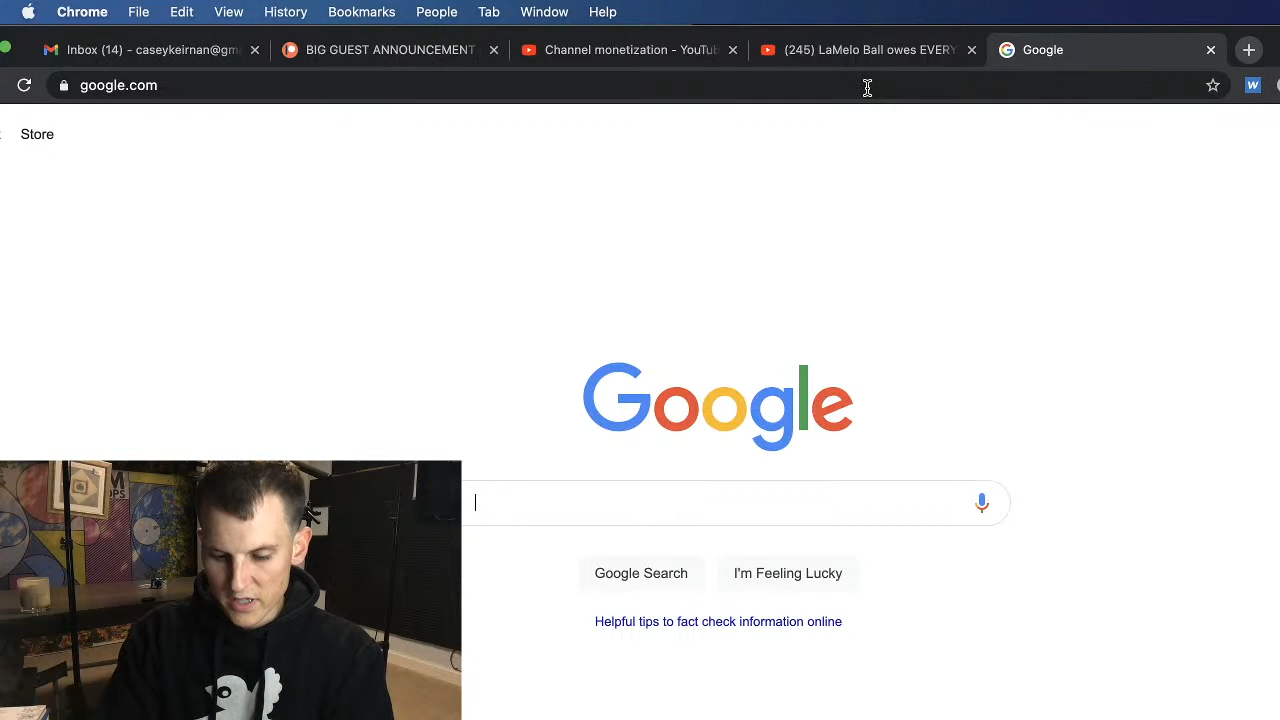 Chrome File Edit View History Bookmarks People Tab Window Help
Inbox (14) - caseykeirnan@gma BIG GUEST ANNOUNCEMENT Channel monetization - YouTub (245) LaMelo Ball owes EVERY Google
google.com W
Store
Google
Google Search I'm Feeling Lucky
Helpful tips to fact check information online